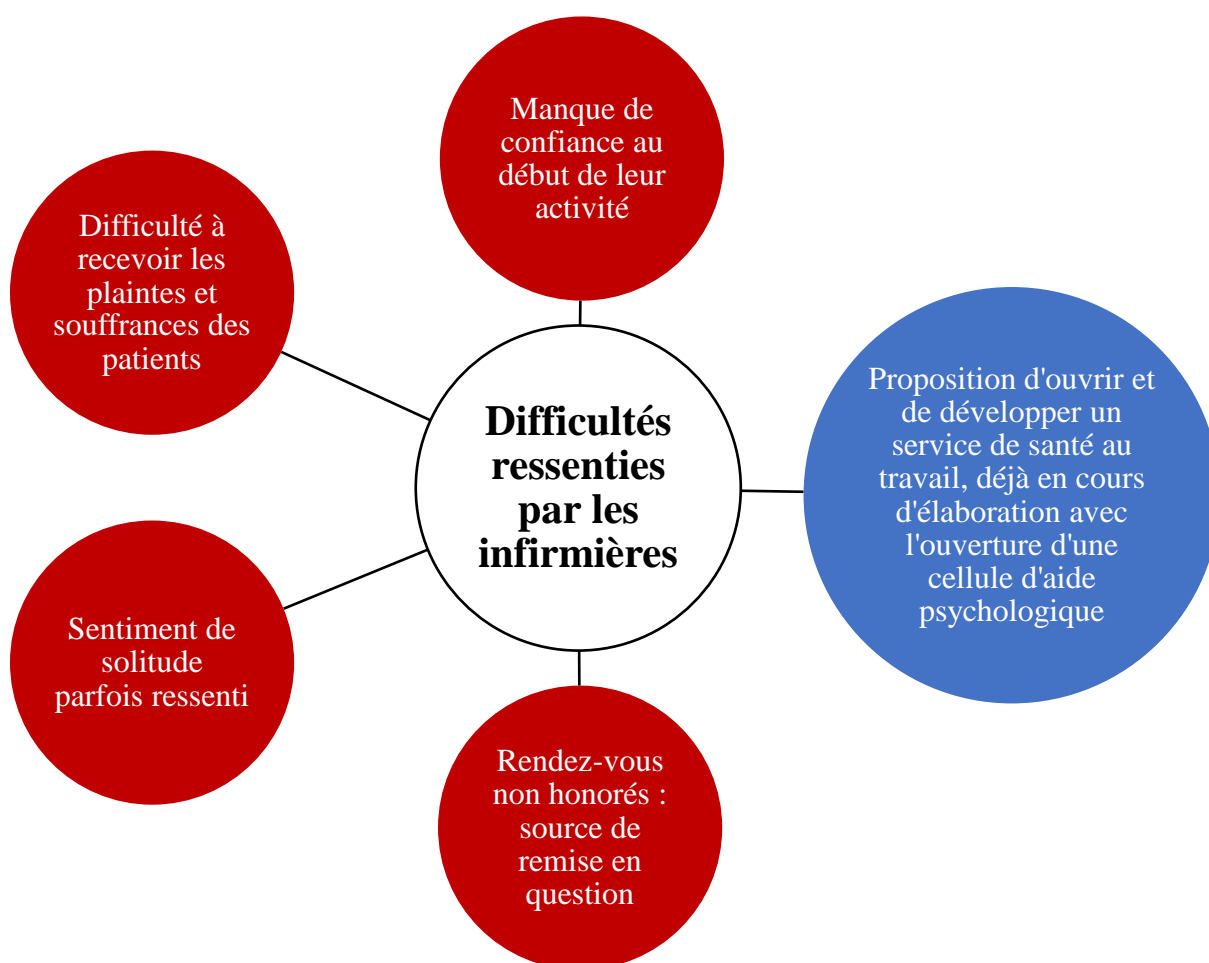 Manque de
confiance au
début de leur
activité
Difficulté à
recevoir les
plaintes et
souffrances des
patients
Difficultés
ressenties
par les
infirmières
Proposition d'ouvrir et
de développer un
service de santé au
travail, déjà en cours
d'élaboration avec
l'ouverture d'une
cellule d'aide
psychologique
Sentiment de
solitude
parfois ressenti
Rendez-vous
non honorés :
source de
remise en
question